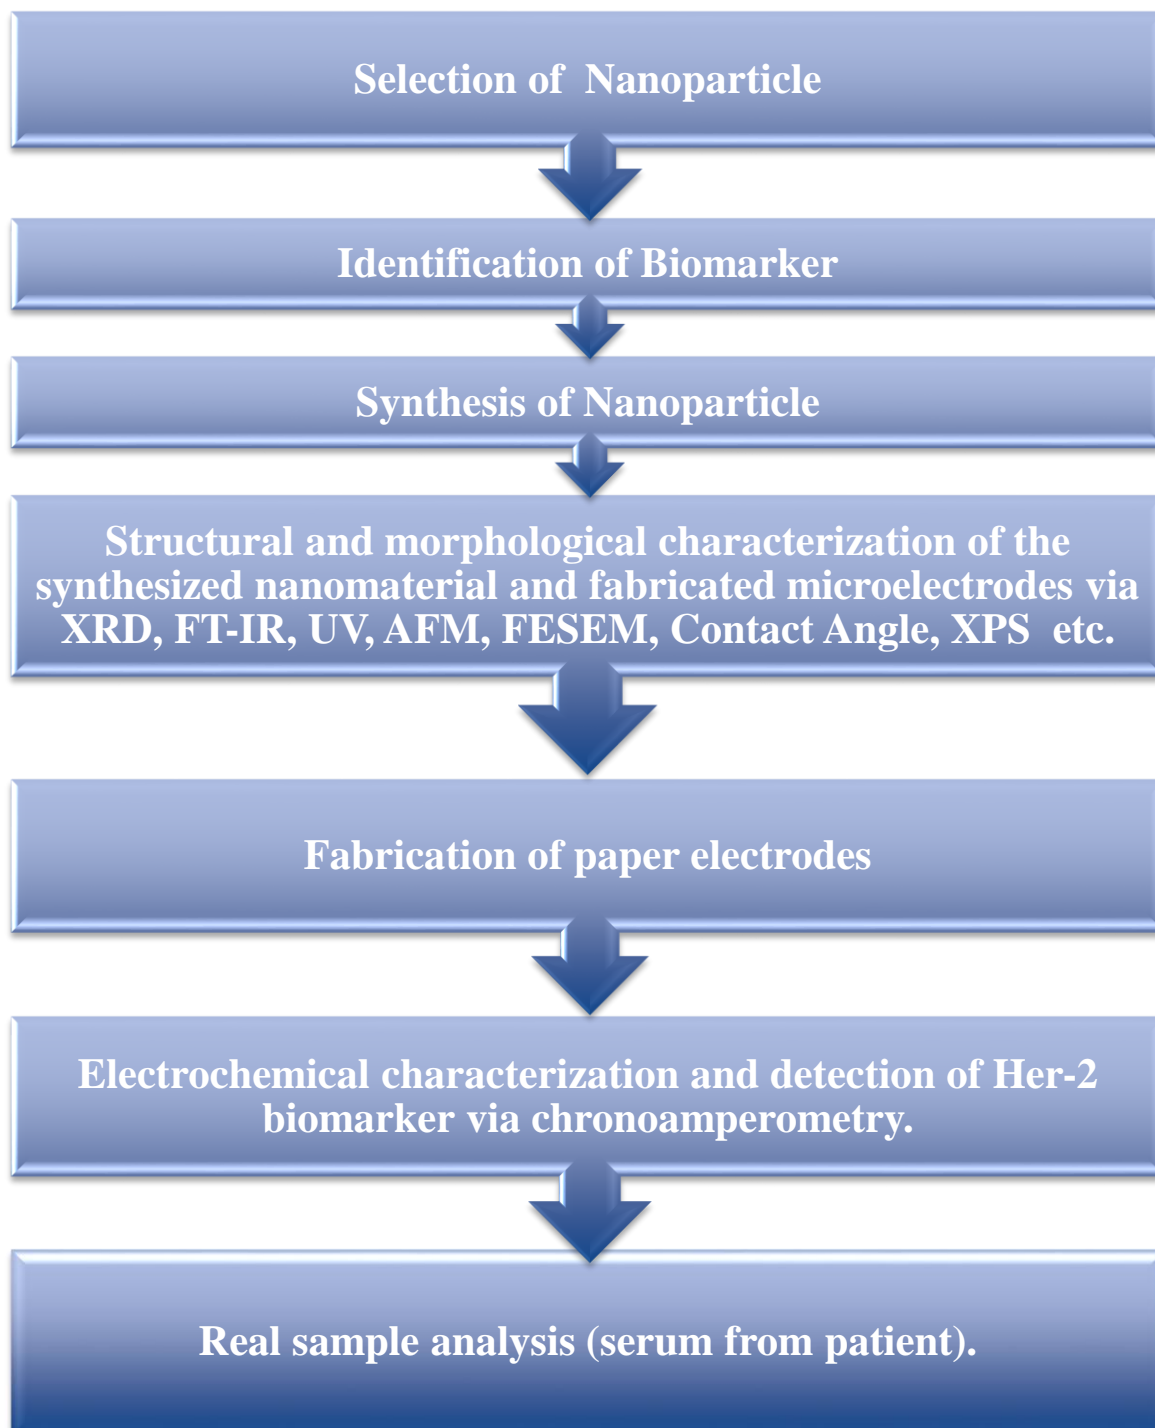 Selection of  Nanoparticle
Identification of Biomarker
Synthesis of Nanoparticle
Structural and morphological characterization of the
synthesized nanomaterial and fabricated microelectrodes via
XRD, FT-IR, UV, AFM, FESEM, Contact Angle, XPS  etc.
Fabrication of paper electrodes
Electrochemical characterization and detection of Her-2
biomarker via chronoamperometry.
Real sample analysis (serum from patient).